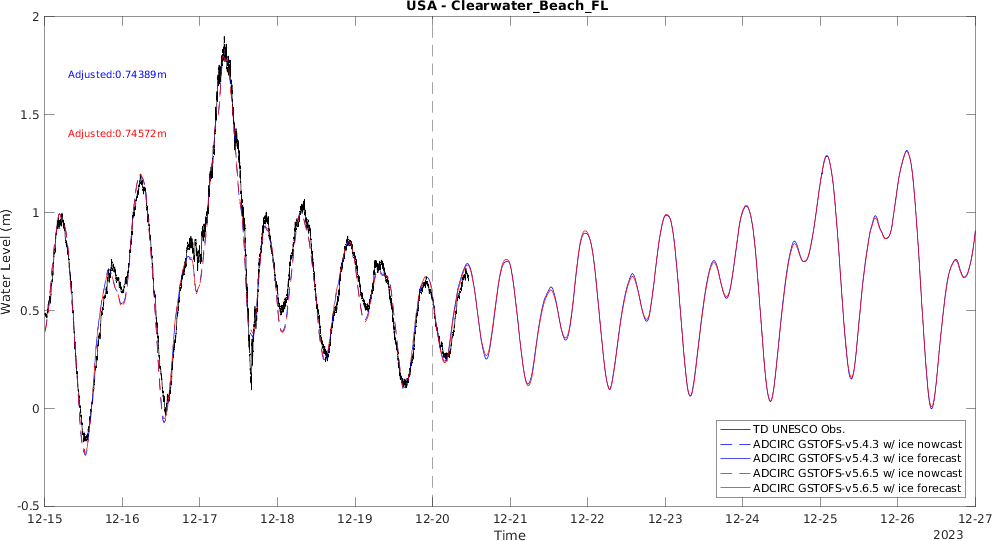 USA - Clearwater_Beach_FL
2
Adjusted:0.74389m
1.5
Adjusted:0.74572m
1
Water Level (m)
0.5
0
TD UNESCO Obs.
ADCIRC GSTOFS-v5.4.3 w/ ice nowcast
ADCIRC GSTOFS-v5.4.3 w/ ice forecast
ADCIRC GSTOFS-v5.6.5 w/ ice nowcast
ADCIRC GSTOFS-v5.6.5 w/ ice forecast
-0.5
12-15 12-16 12-17 12-18 12-19 12-20 12-21 12-22 12-23 12-24 12-25 12-26 12-27
Time
2023